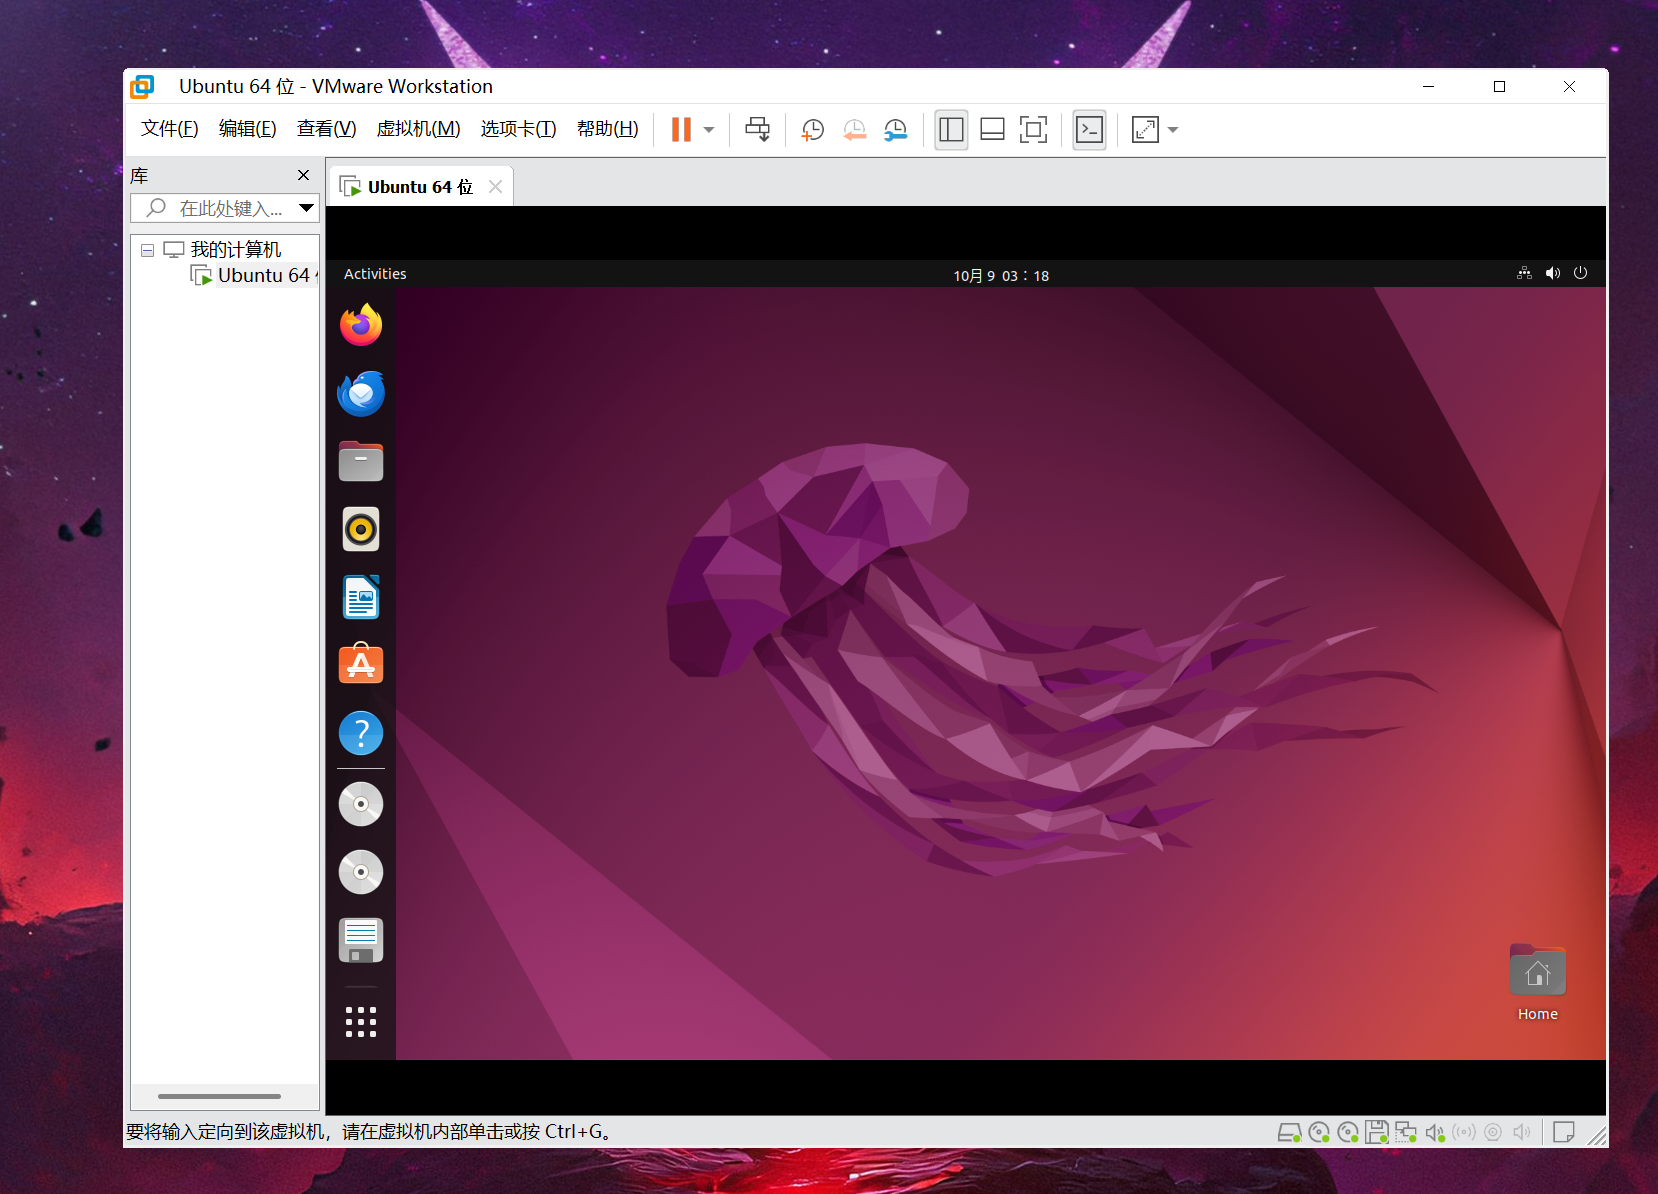 Ubuntu 64 位 - VMware Workstation
文件(F) 编辑(E) 查看(V) 虚拟机(M) 选项卡(T) 帮助(H)
库
在此处键入...
我的计算机
Ubuntu 64
Ubuntu 64 位
Activities
10月 9 03：18
Home
要将输入定向到该虚拟机，请在虚拟机内部单击或按 Ctrl+G。